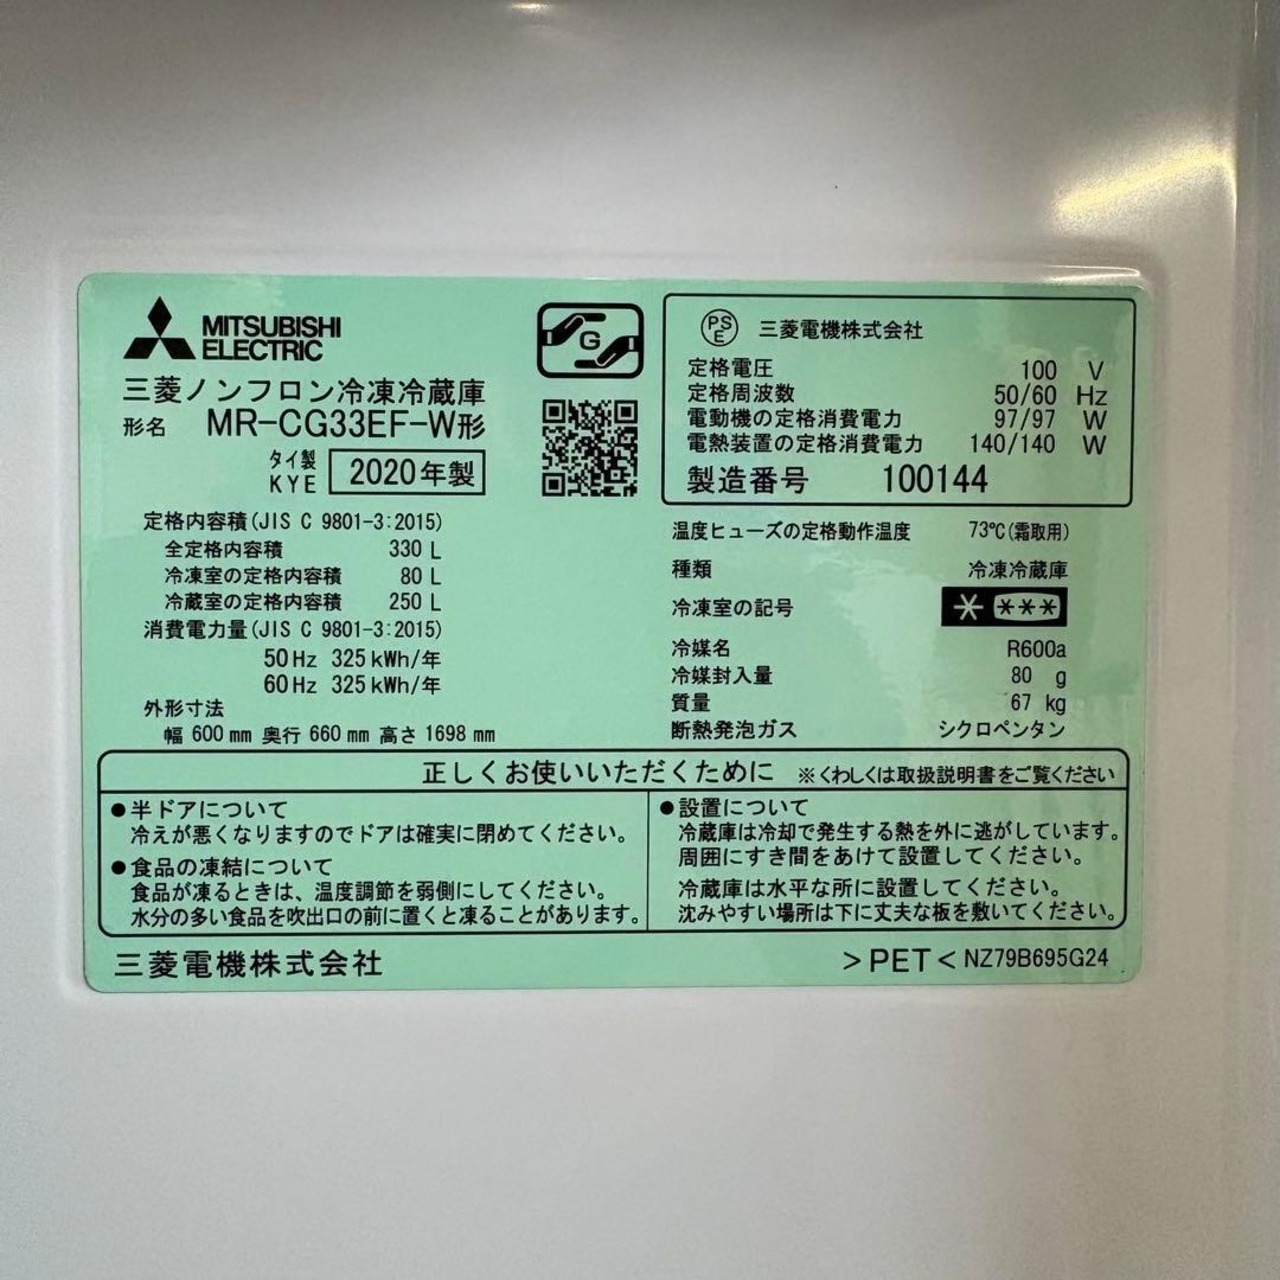 MITSUBISHI
ELECTRIC
三菱ノンフロン冷凍冷蔵庫
形名 MR-CG33EF-W形
タイ製
KYE 2020年製
G
定格内容積(JIS C 9801-3:2015)
全定格内容積 330 L
冷凍室の定格内容積 80 L
冷蔵室の定格内容積 250 L
消費電力量(JIS C 9801-3:2015)
50Hz 325kWh/年
60Hz 325kWh/年
外形寸法
幅 600mm 奥行 660mm 高さ 1698mm
PSE 三菱電機株式会社
定格電圧 100 V
定格周波数 50/60 Hz
電動機の定格消費電力 97/97 W
電熱装置の定格消費電力 140/140 W
製造番号 100144
温度ヒューズの定格動作温度 73℃(霜取用)
種類 冷凍冷蔵庫
冷凍室の記号 * ***
冷媒名 R600a
冷媒封入量 80 g
質量 67 kg
断熱発泡ガス シクロペンタン
正しくお使いいただくために ※くわしくは取扱説明書をご覧ください
●半ドアについて
冷えが悪くなりますのでドアは確実に閉めてください。
●食品の凍結について
食品が凍るときは、温度調節を弱側にしてください。
水分の多い食品を吹出口の前に置くと凍ることがあります。
●設置について
冷蔵庫は冷却で発生する熱を外に逃がしています。
周囲にすき間をあけて設置してください。
冷蔵庫は水平な所に設置してください。
沈みやすい場所は下に丈夫な板を敷いてください。
三菱電機株式会社
>PET< NZ79B695G24